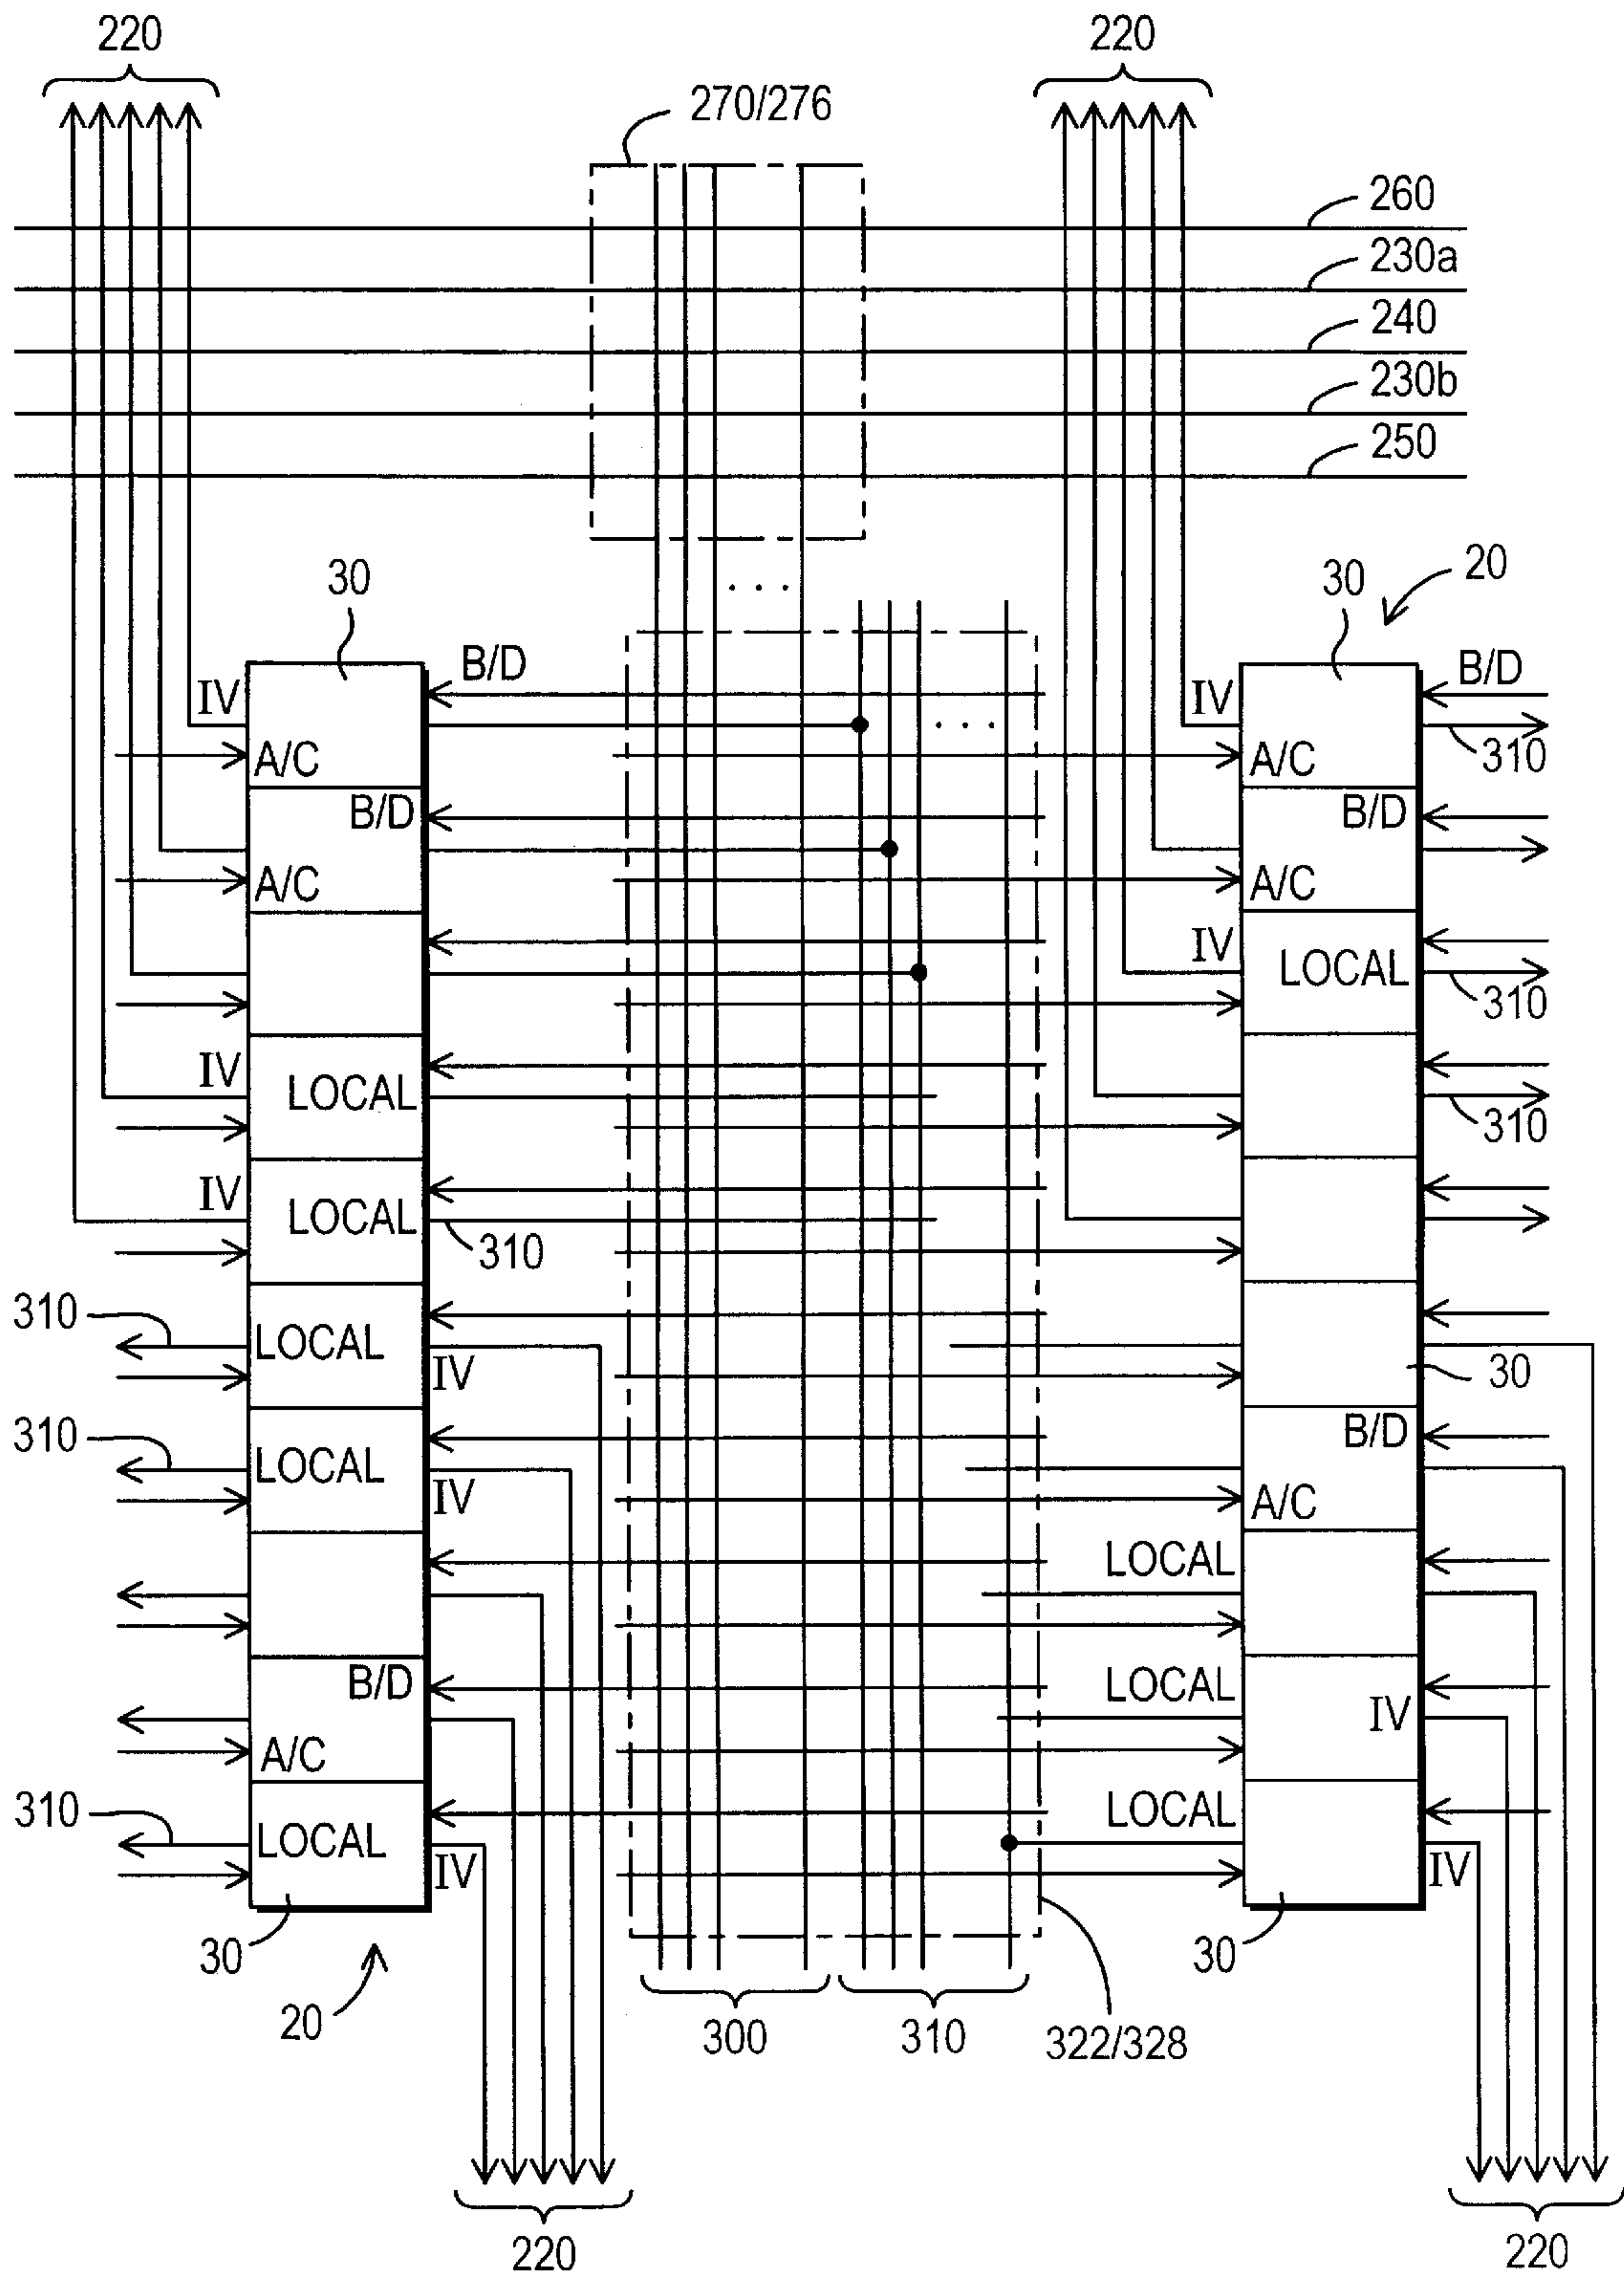 220
220
270/276
260
230a
240
230b
250
. . .
30
30
20
B/D
B/D
IV
IV
. . .
310
A/C
A/C
B/D
B/D
A/C
A/C
IV
LOCAL
310
IV
LOCAL
310
IV
LOCAL
310
310
LOCAL
IV
30
310
LOCAL
B/D
IV
A/C
LOCAL
B/D
LOCAL
IV
A/C
310
LOCAL
LOCAL
IV
IV
30
30
20
300
310
322/328
220
220